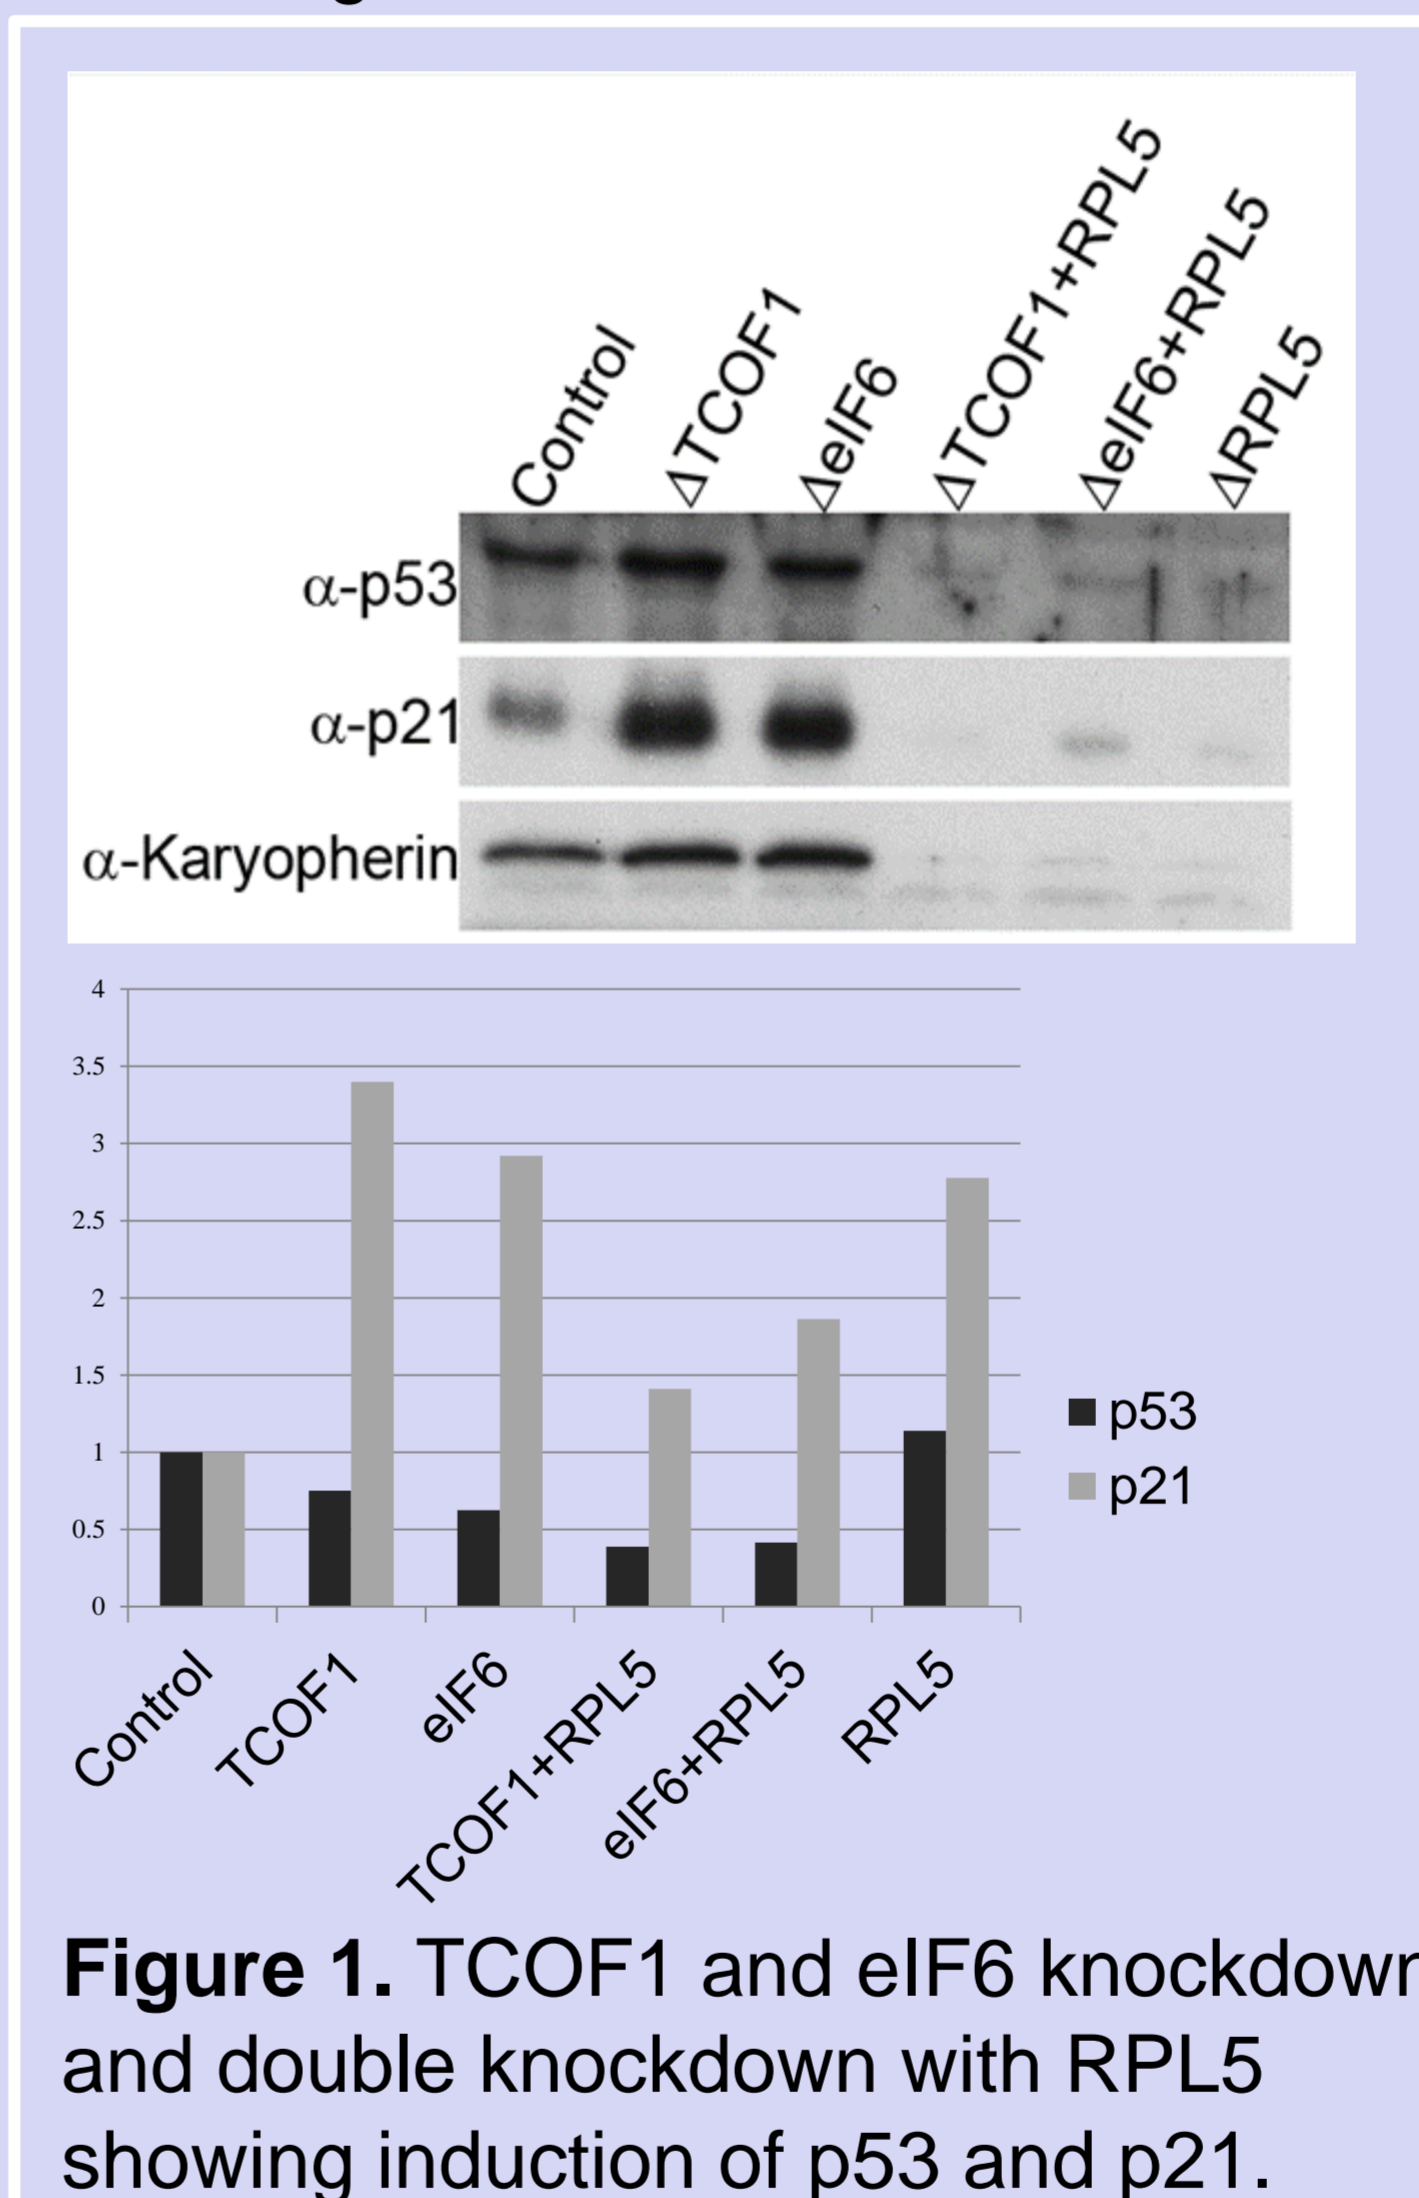 Control
ΔTCOF1
ΔeIF6
ΔTCOF1+RPL5
ΔeIF6+RPL5
ΔRPL5
α-p53
α-p21
α-Karyopherin
4
3.5
3
2.5
2
1.5
1
0.5
0
p53
p21
Control
TCOF1
eIF6
TCOF1+RPL5
eIF6+RPL5
RPL5
Figure 1. TCOF1 and eIF6 knockdown
and double knockdown with RPL5
showing induction of p53 and p21.